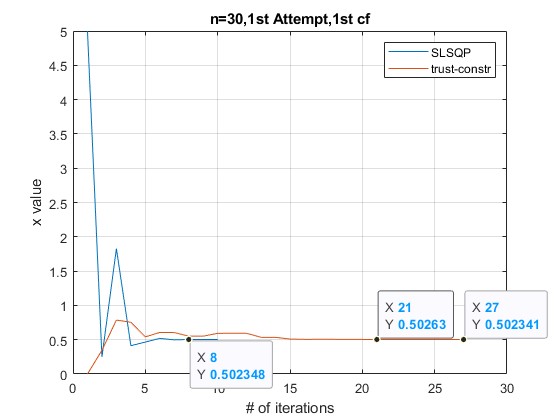 n=30,1st Attempt,1st cf
5
4.5
4
3.5
3
2.5
2
1.5
1
0.5
0
x value
SLSQP
trust-constr
X 21
Y 0.50263
X 27
Y 0.502341
X 8
Y 0.502348
0 5 10 15 20 25 30
# of iterations